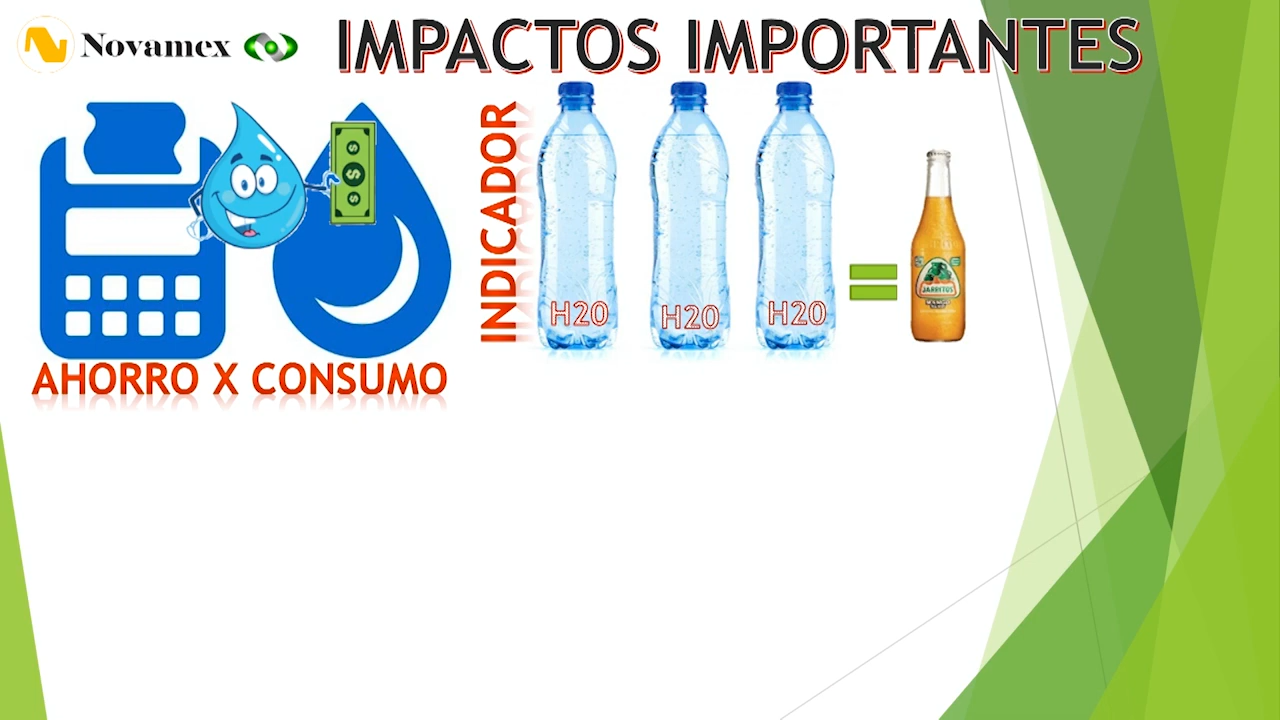 Novamex
IMPACTOS IMPORTANTES
INDICADOR
H20
H20
H20
JARRITOS
AHORRO X CONSUMO